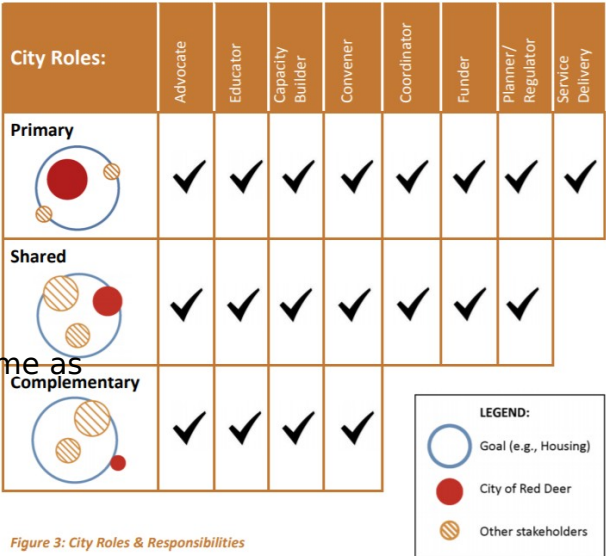 City Roles:
Advocate
Educator
Capacity
Builder
Convener
Coordinator
Funder
Planner/
Regulator
Service
Delivery
Primary
Shared
me as
Complementary
LEGEND:
Goal (e.g., Housing)
City of Red Deer
Other stakeholders
Figure 3: City Roles & Responsibilities